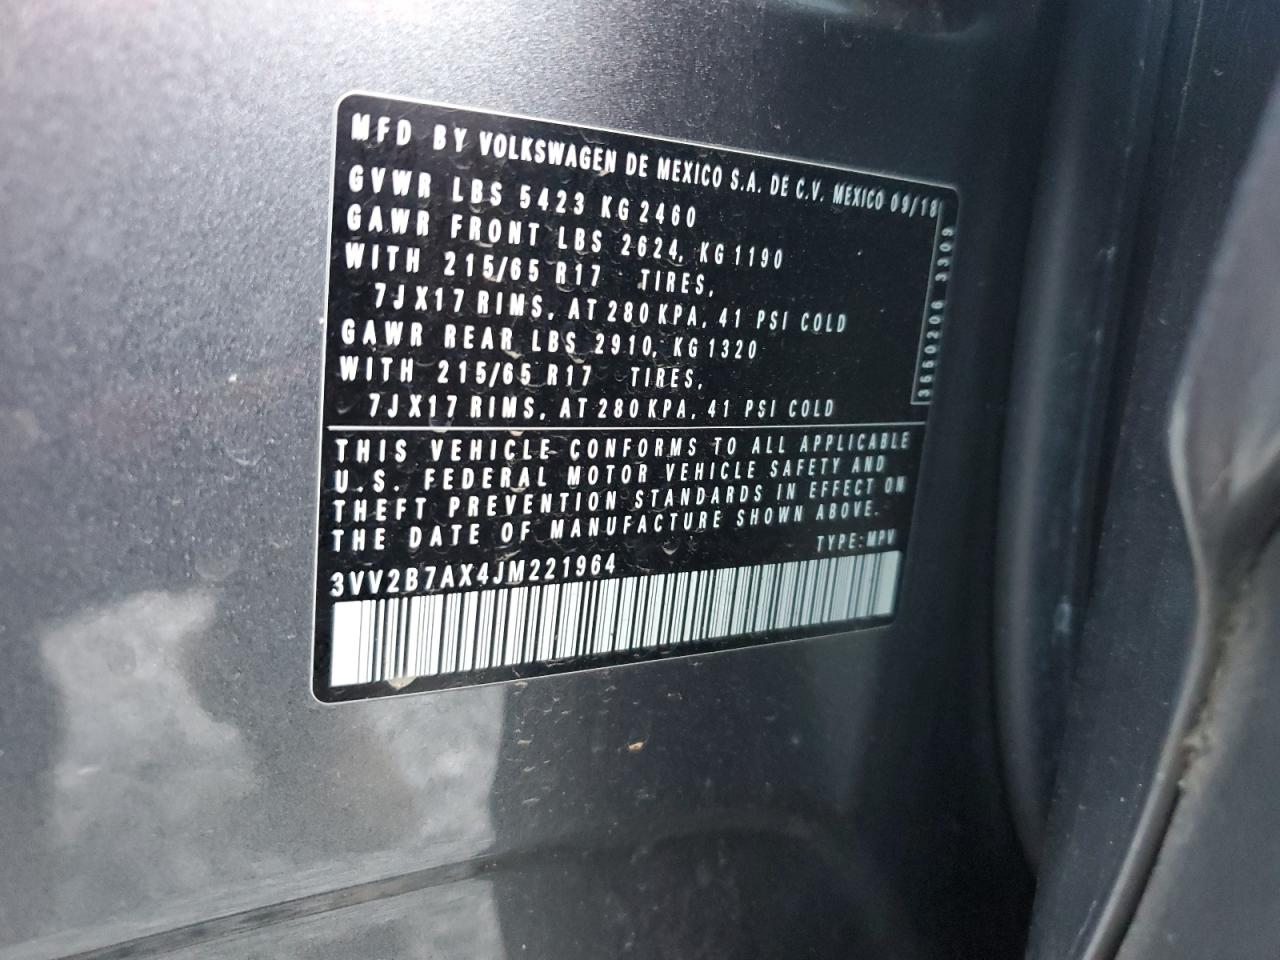 MFD BY VOLKSWAGEN DE MEXICO S.A. DE C.V. MEXICO 09/18
GVWR LBS 5423 KG 2460
GAWR FRONT LBS 2624, KG 1190
WITH 215/65 R17 TIRES,
7J X17 RIMS, AT 280 KPA, 41 PSI COLD
GAWR REAR LBS 2910, KG 1320
WITH 215/65 R17 TIRES,
7J X17 RIMS, AT 280 KPA, 41 PSI COLD
3309
THIS VEHICLE CONFORMS TO ALL APPLICABLE
U.S. FEDERAL MOTOR VEHICLE SAFETY AND
THEFT PREVENTION STANDARDS IN EFFECT ON
THE DATE OF MANUFACTURE SHOWN ABOVE.
TYPE: MPV
3VV2B7AX4JM221964